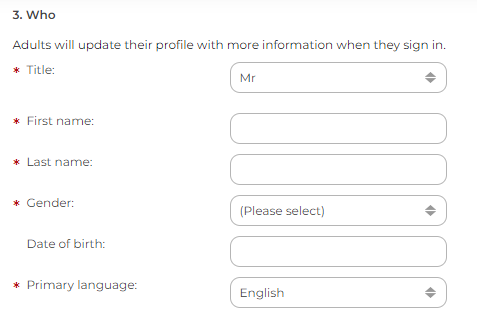 3. Who
Adults will update their profile with more information when they sign in.
* Title: Mr
* First name:
* Last name:
* Gender: (Please select)
Date of birth:
* Primary language: English